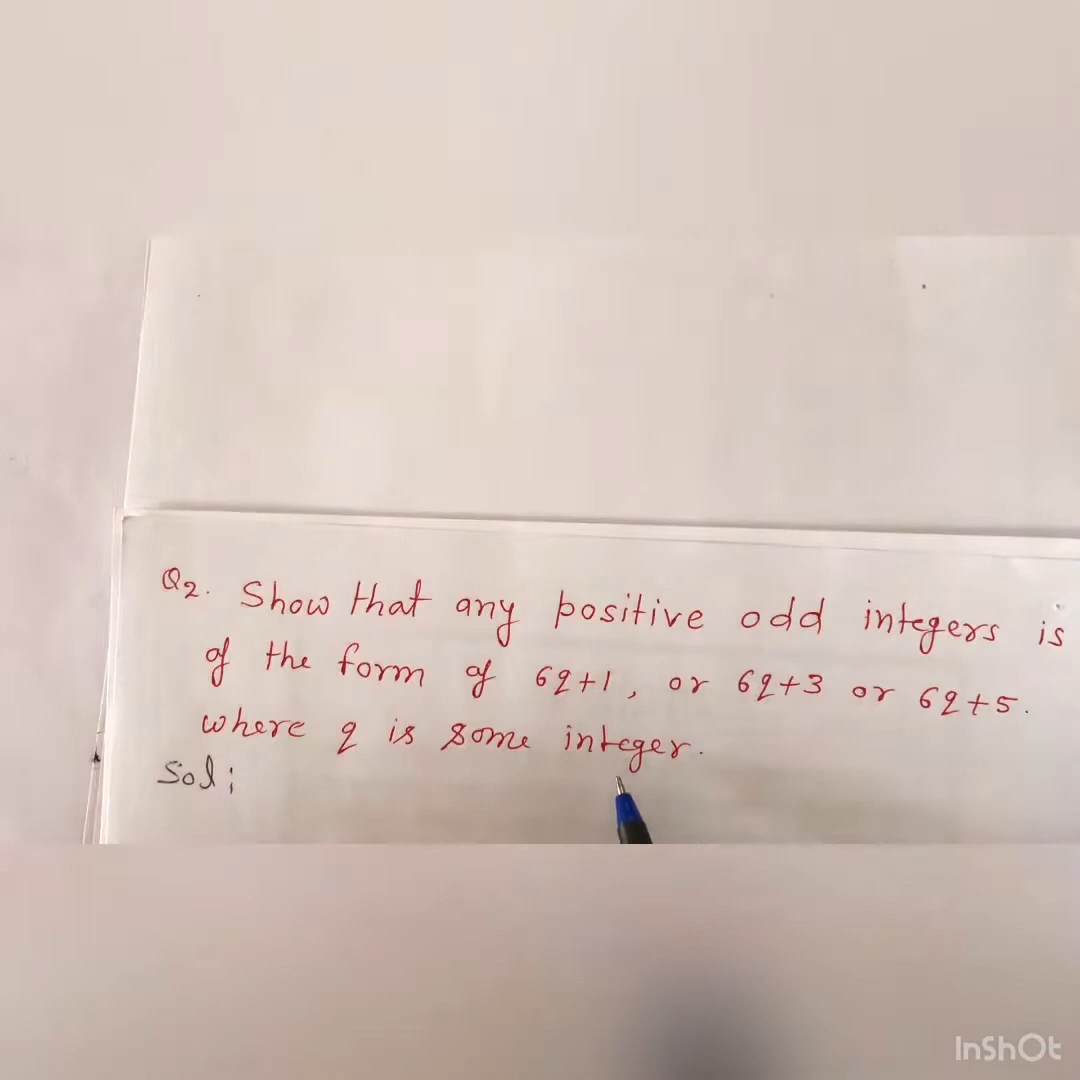 Q2. Show that any positive odd integers is
of the form of 6q+1, or 6q+3 or 6q+5.
where q is some integer.
Sol;
InShOt